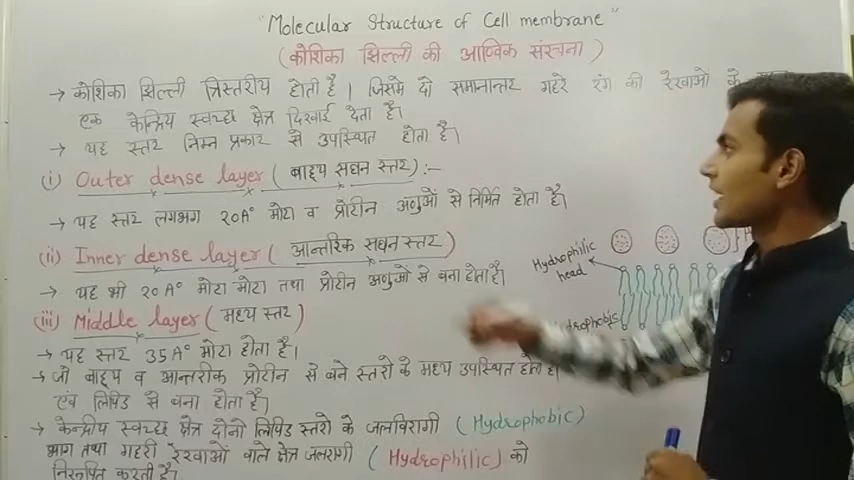 "Molecular Structure of Cell membrane"
(कोशिका झिल्ली की आण्विक संरचना)
→ कोशिका झिल्ली त्रिस्तरीय होती है। जिसमे दो समानान्तर गहरे रंग की रेखाओं के
एक केन्द्रिय स्वच्छ क्षेत्र दिखाई देता है।
→ यह स्तर निम्न प्रकार से उपस्थित होता है।
(i) Outer dense layer (बाह्य सघन स्तर) :-
→ यह स्तर लगभग 20A° मोटा व प्रोटीन अणुओं से निर्मित होता है।
(ii) Inner dense layer (आन्तरिक सघन स्तर)
→ यह भी 20A° मोटा मोटा तथा प्रोटीन अणुओ से बना होता है।
(iii) Middle layer (मध्य स्तर)
→ यह स्तर 35A° मोटा होता है।
→ जो बाह्य व आन्तरीक प्रोटीन से बने स्तरो के मध्य उपस्थित होता है।
एवं लिपिड से बना होता है।
→ केन्द्रीय स्वच्छ क्षेत्र दोनो लिपिड स्तरो के जलविरागी (Hydrophobic)
भाग तथा गहरी रेखाओं वाले क्षेत्र जलरागी (Hydrophilic) को
निरूपित करती है।
Hydrophilic
head